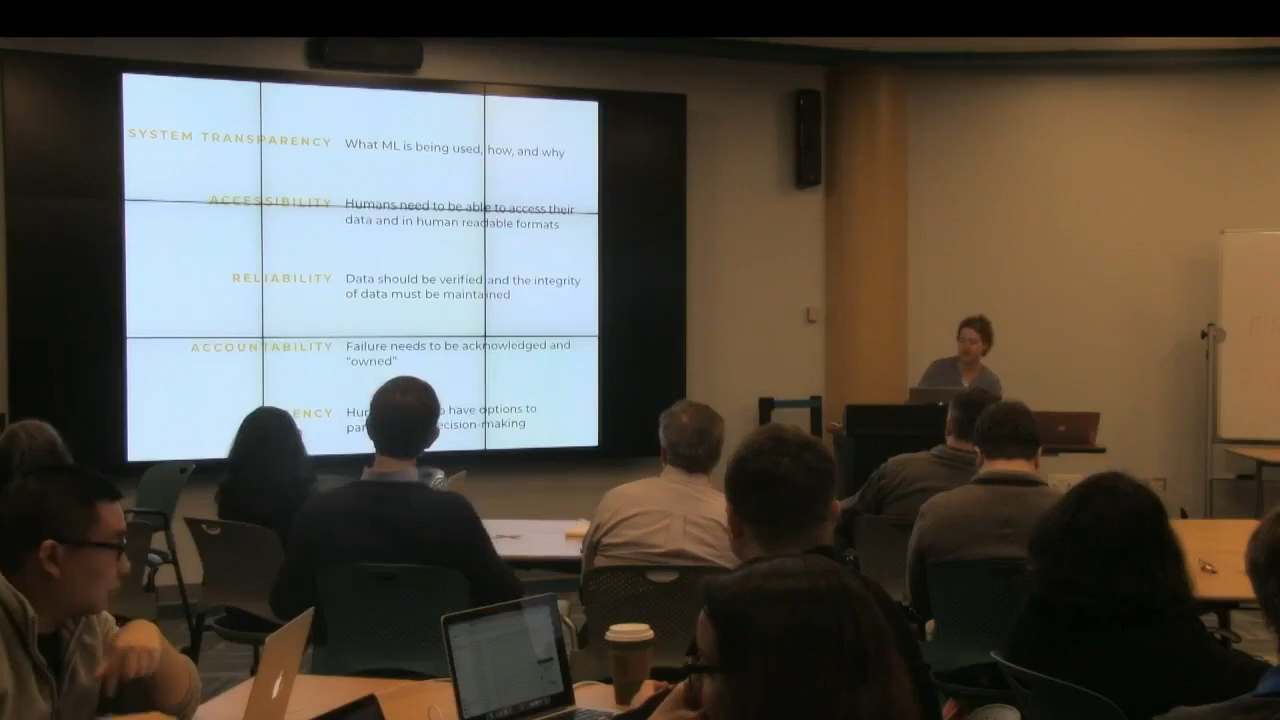 SYSTEM TRANSPARENCY What ML is being used, how, and why
ACCESSIBILITY Humans need to be able to access their
data and in human readable formats
RELIABILITY Data should be verified and the integrity
of data must be maintained
ACCOUNTABILITY Failure needs to be acknowledged and
"owned"
have options to